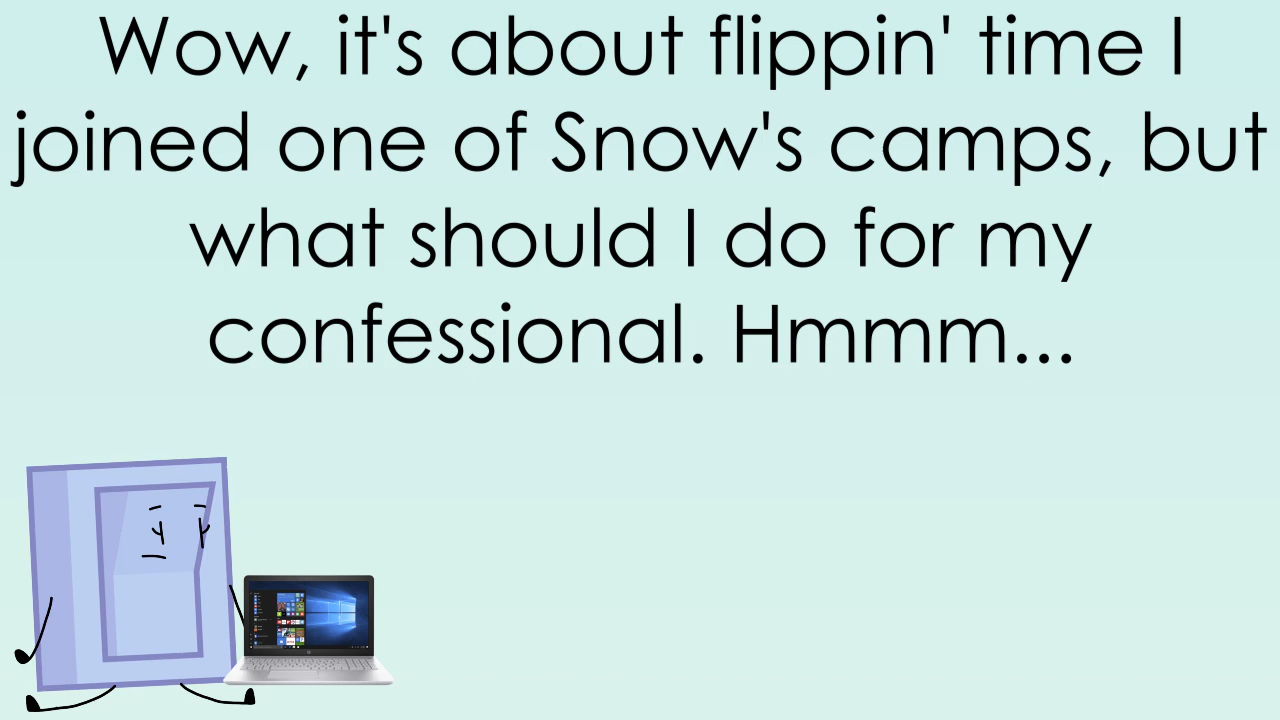 Wow, it's about flippin' time I
joined one of Snow's camps, but
what should I do for my
confessional. Hmmm...